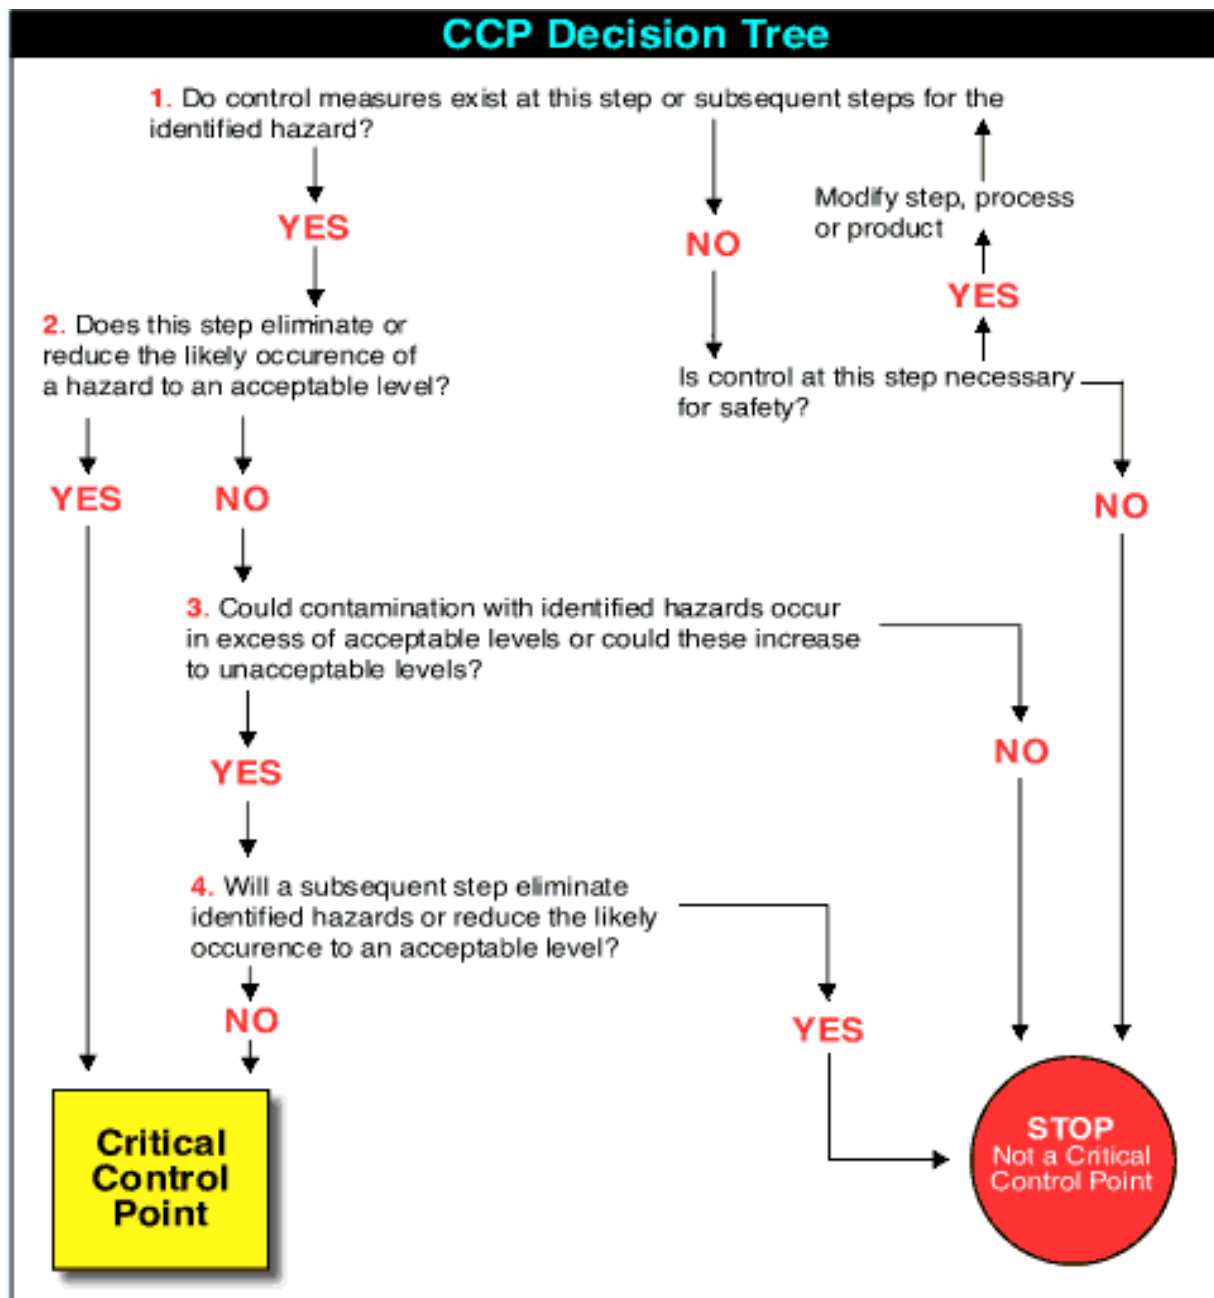 CCP Decision Tree
1. Do control measures exist at this step or subsequent steps for the
identified hazard?
YES
NO
Modify step, process
or product
YES
Is control at this step necessary
for safety?
NO
2. Does this step eliminate or
reduce the likely occurence of
a hazard to an acceptable level?
YES
NO
3. Could contamination with identified hazards occur
in excess of acceptable levels or could these increase
to unacceptable levels?
YES
NO
4. Will a subsequent step eliminate
identified hazards or reduce the likely
occurence to an acceptable level?
NO
YES
Critical
Control
Point
STOP
Not a Critical
Control Point